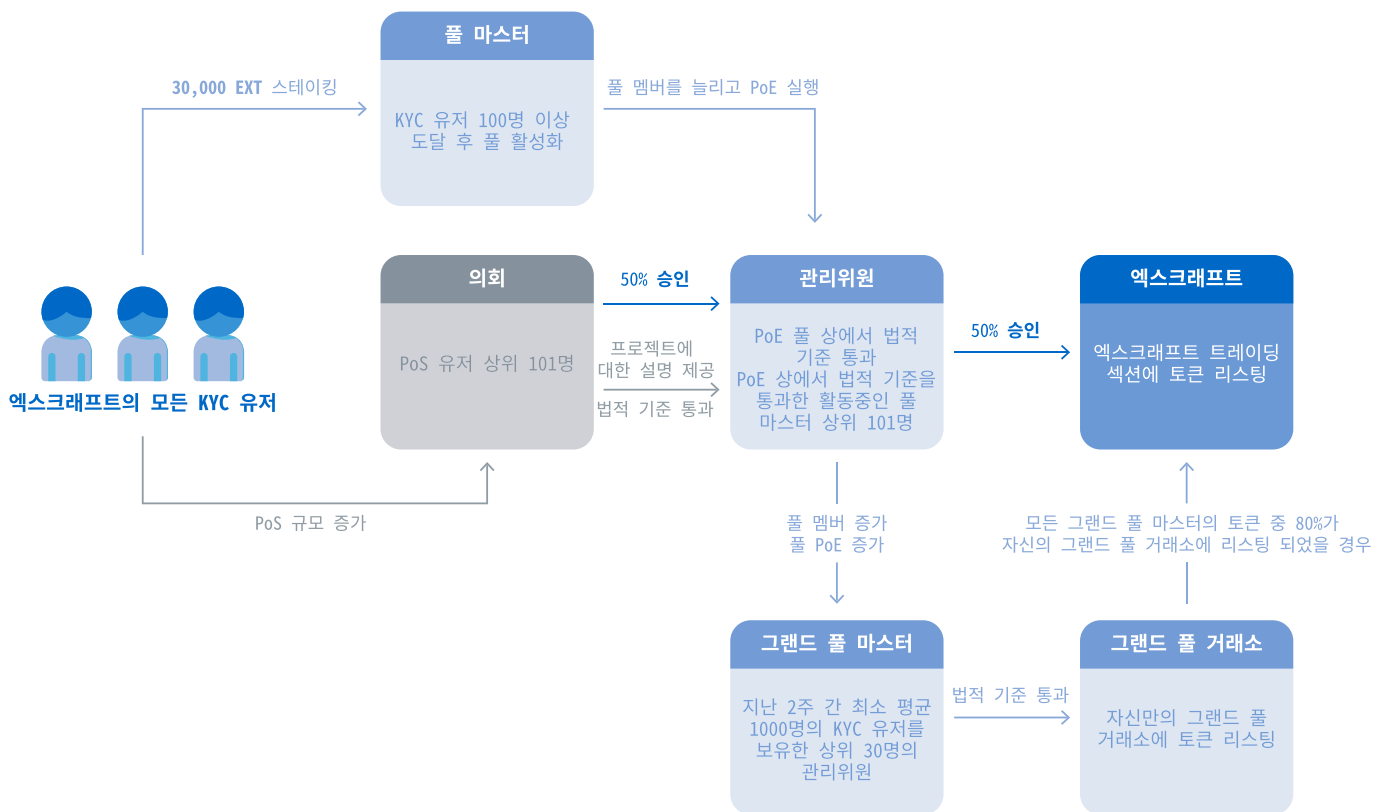 풀 마스터
30,000 EXT 스테이킹
풀 멤버를 늘리고 PoE 실행
KYC 유저 100명 이상
도달 후 풀 활성화
의회
50% 승인
관리위원
엑스크래프트
PoS 유저 상위 101명
프로젝트에
대한 설명 제공
법적 기준 통과
PoE 풀 상에서 법적
기준 통과
PoE 상에서 법적 기준을
통과한 활동중인 풀
마스터 상위 101명
50% 승인
엑스크래프트 트레이딩
섹션에 토큰 리스팅
엑스크래프트의 모든 KYC 유저
PoS 규모 증가
풀 멤버 증가
풀 PoE 증가
모든 그랜드 풀 마스터의 토큰 중 80%가
자신의 그랜드 풀 거래소에 리스팅 되었을 경우
그랜드 풀 마스터
그랜드 풀 거래소
지난 2주 간 최소 평균
1000명의 KYC 유저를
보유한 상위 30명의
관리위원
법적 기준 통과
자신만의 그랜드 풀
거래소에 토큰 리스팅